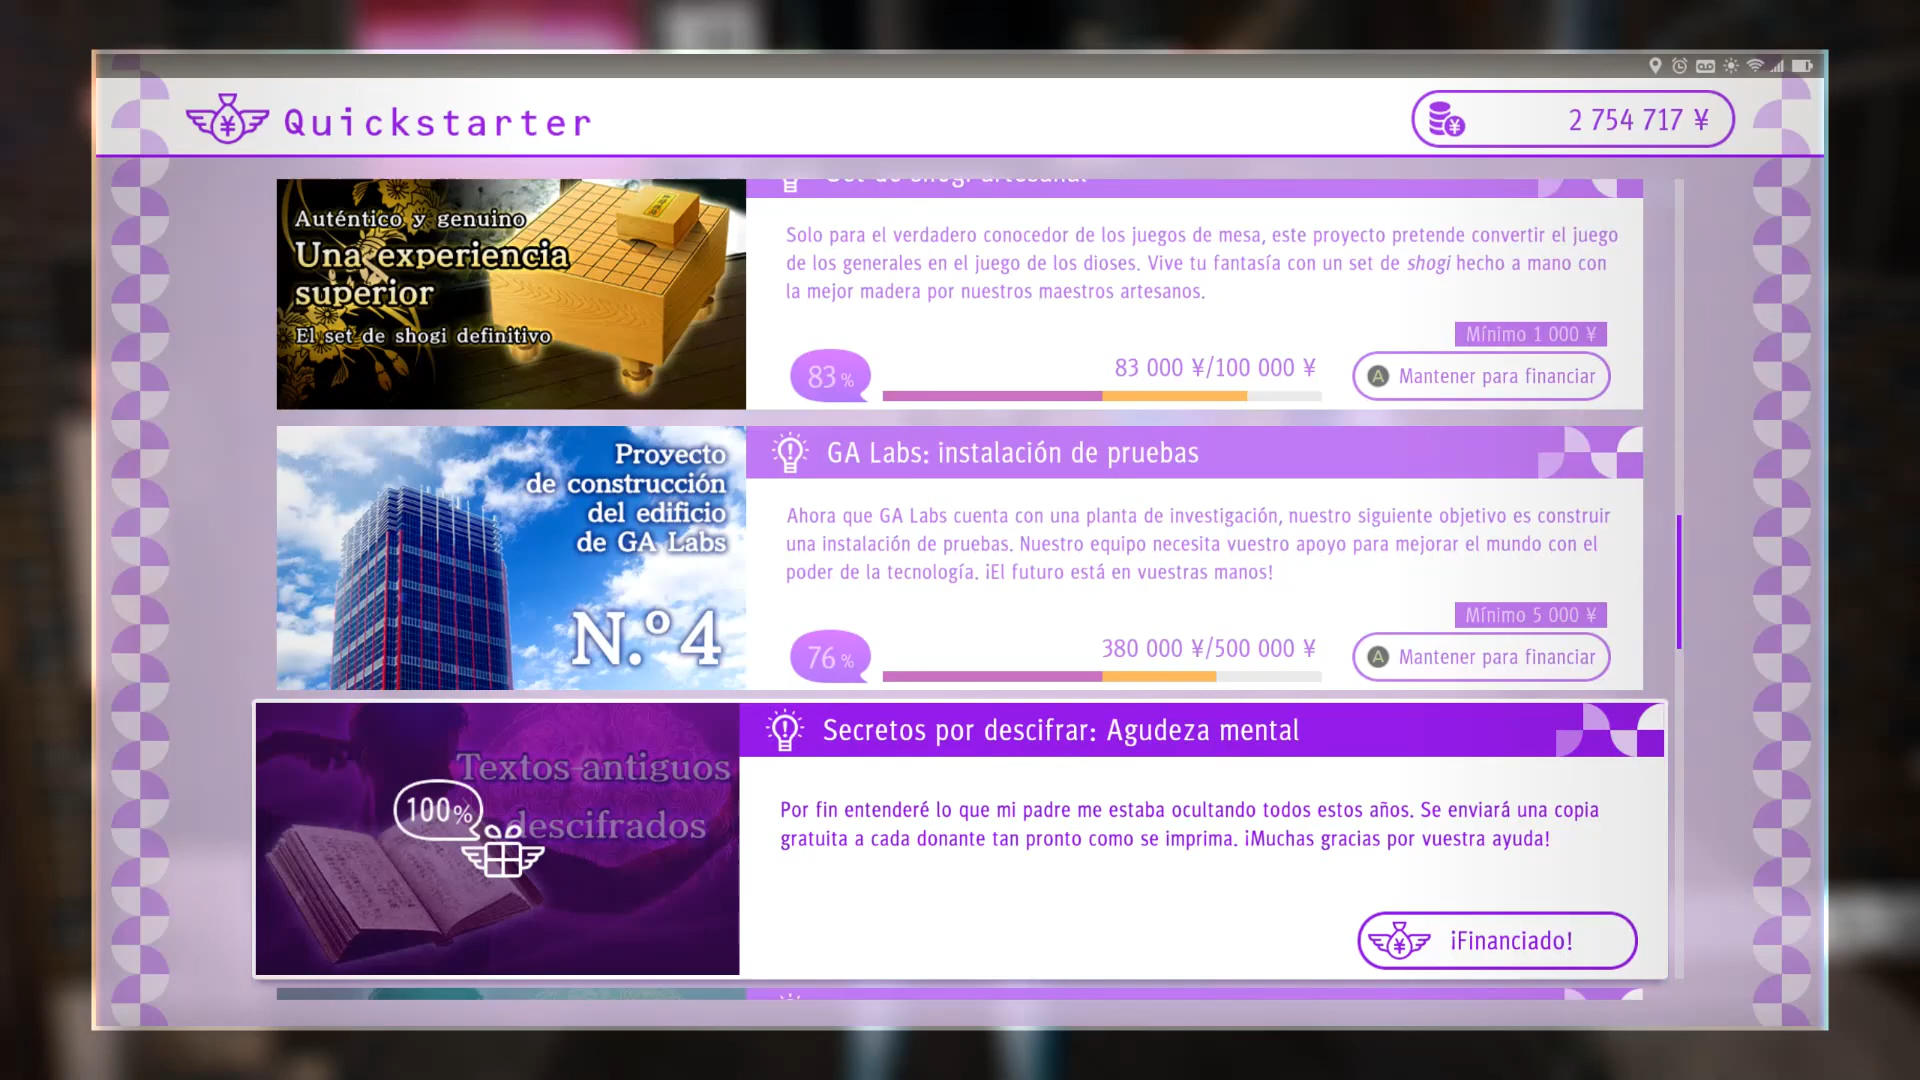 Quickstarter
2 754 717 ¥
Set de shogi artesanal
Auténtico y genuino
Una experiencia
superior
El set de shogi definitivo
Solo para el verdadero conocedor de los juegos de mesa, este proyecto pretende convertir el juego
de los generales en el juego de los dioses. Vive tu fantasía con un set de shogi hecho a mano con
la mejor madera por nuestros maestros artesanos.
Mínimo 1 000 ¥
83 %
83 000 ¥/100 000 ¥
A Mantener para financiar
Proyecto
de construcción
del edificio
de GA Labs
N.º 4
GA Labs: instalación de pruebas
Ahora que GA Labs cuenta con una planta de investigación, nuestro siguiente objetivo es construir
una instalación de pruebas. Nuestro equipo necesita vuestro apoyo para mejorar el mundo con el
poder de la tecnología. ¡El futuro está en vuestras manos!
Mínimo 5 000 ¥
76 %
380 000 ¥/500 000 ¥
A Mantener para financiar
Textos antiguos
descifrados
100%
Secretos por descifrar: Agudeza mental
Por fin entenderé lo que mi padre me estaba ocultando todos estos años. Se enviará una copia
gratuita a cada donante tan pronto como se imprima. ¡Muchas gracias por vuestra ayuda!
¡Financiado!